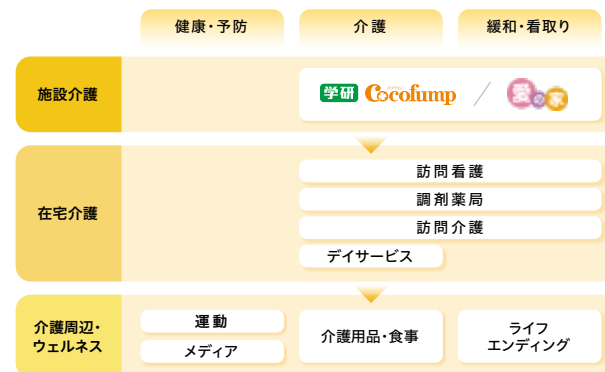 健康・予防
介護
緩和・看取り
施設介護
学研 Cocofump / 愛の家
在宅介護
訪問看護
調剤薬局
訪問介護
デイサービス
介護周辺・
ウェルネス
運動
メディア
介護用品・食事
ライフ
エンディング